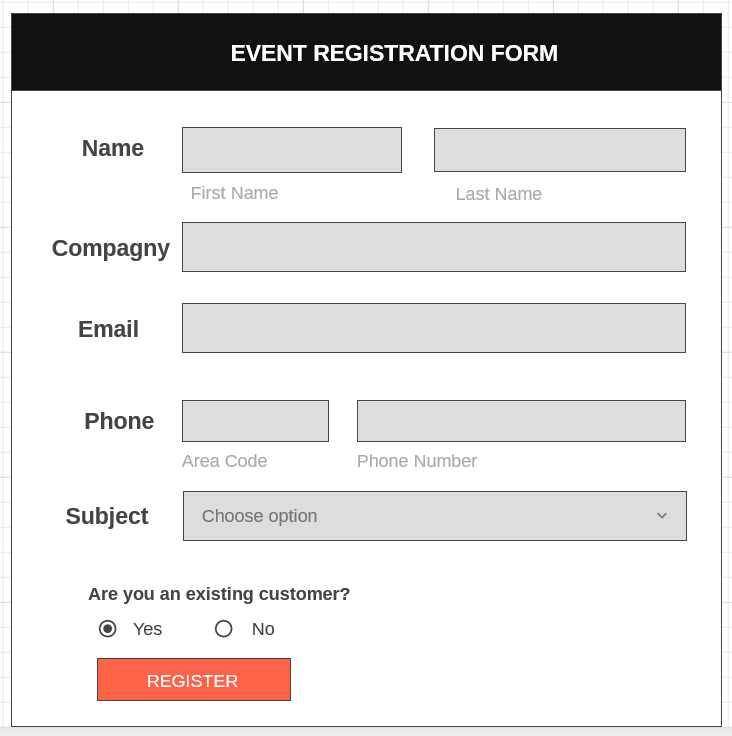 EVENT REGISTRATION FORM
Name
First Name
Last Name
Compagny
Email
Phone
Area Code
Phone Number
Subject
Choose option
Are you an existing customer?
Yes
No
REGISTER